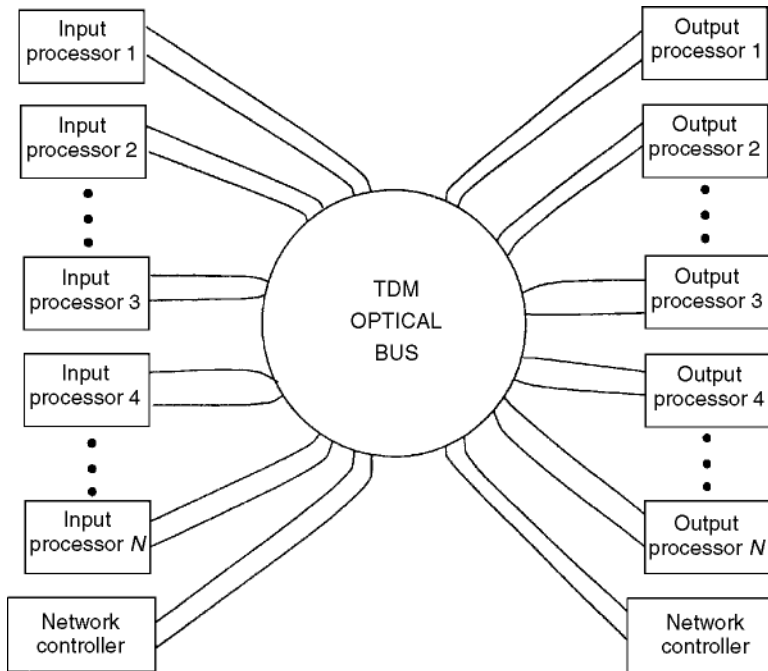 Input
processor 1
Input
processor 2
Input
processor 3
Input
processor 4
Input
processor N
Network
controller
TDM
OPTICAL
BUS
Output
processor 1
Output
processor 2
Output
processor 3
Output
processor 4
Output
processor N
Network
controller